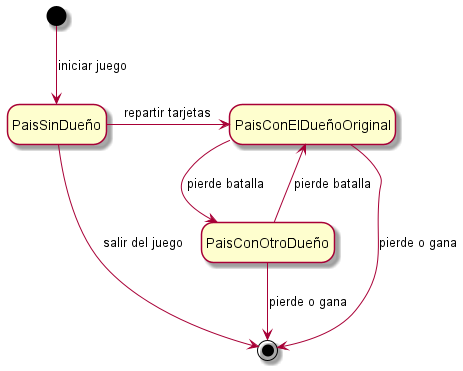 iniciar juego
PaisSinDueño
repartir tarjetas
PaisConElDueñoOriginal
pierde batalla
pierde batalla
PaisConOtroDueño
salir del juego
pierde o gana
pierde o gana